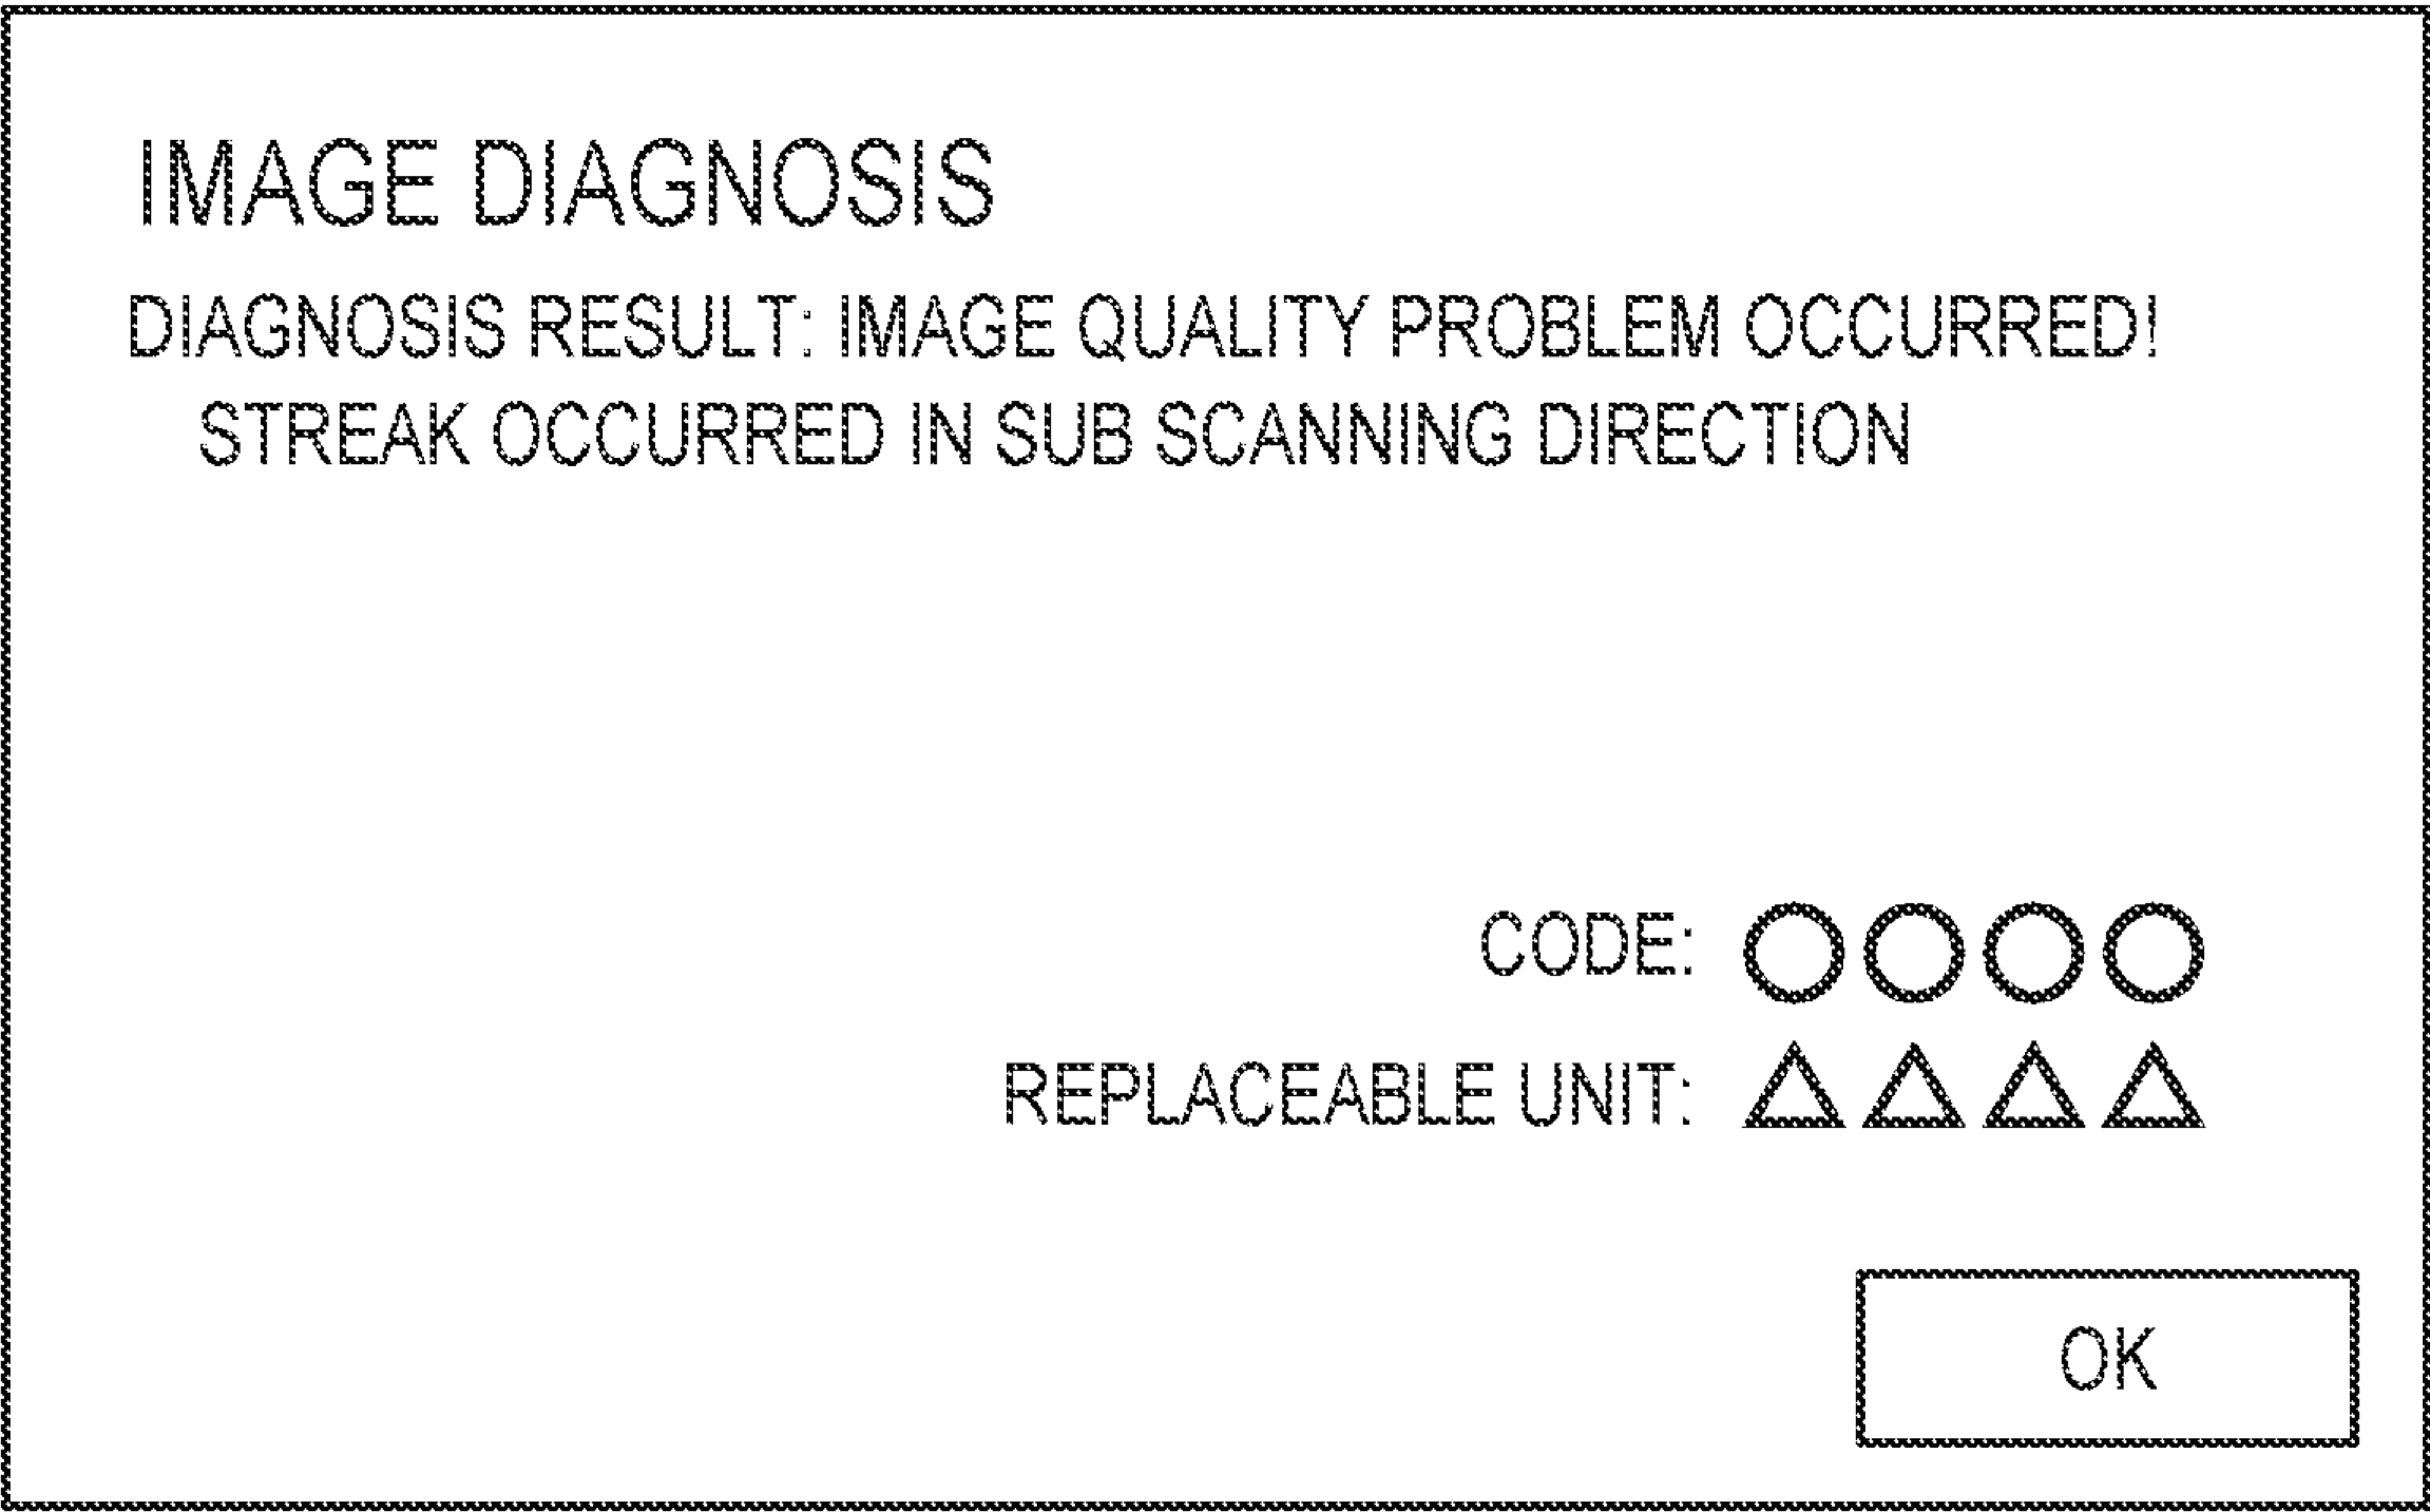 IMAGE DIAGNOSIS
DIAGNOSIS RESULT: IMAGE QUALITY PROBLEM OCCURRED!
STREAK OCCURRED IN SUB SCANNING DIRECTION
CODE: ○○○○
REPLACEABLE UNIT: △△△△
OK